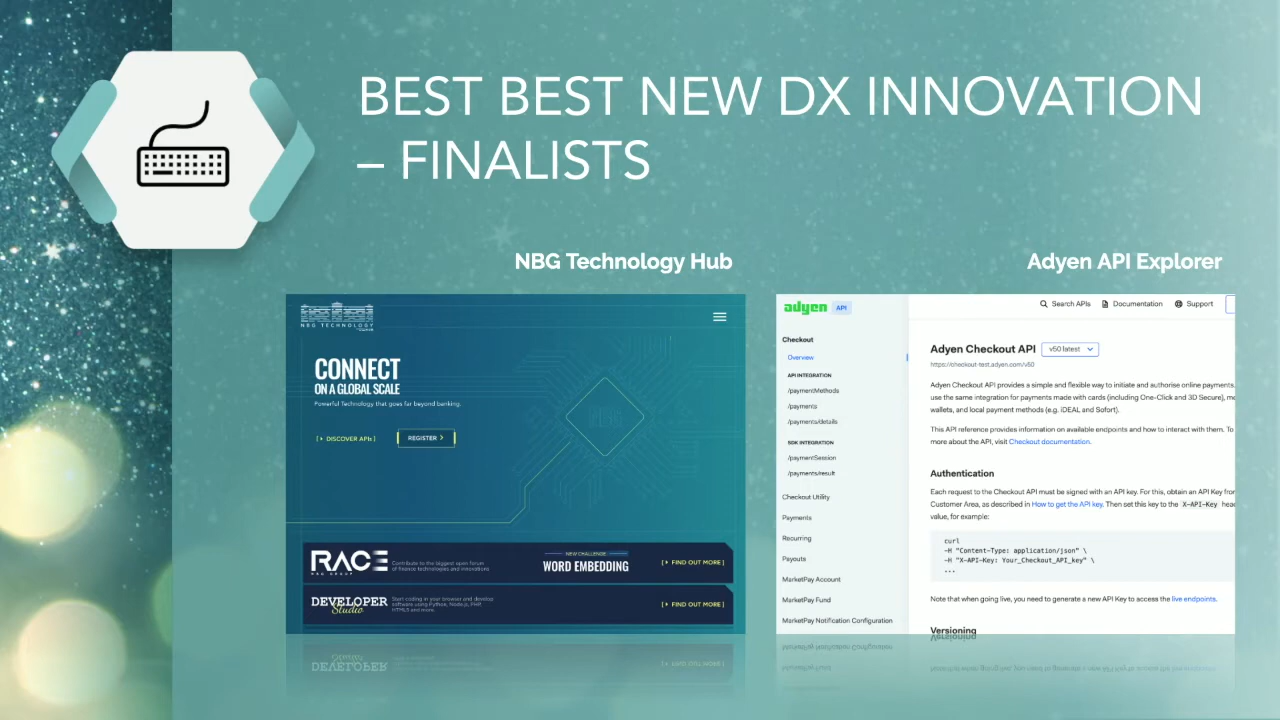 BEST BEST NEW DX INNOVATION
– FINALISTS
NBG Technology Hub
Adyen API Explorer
NBG TECHNOLOGY
CONNECT
ON A GLOBAL SCALE
Powerful Technology that goes far beyond banking.
[ DISCOVER APIs ]
REGISTER >
RACE
NBG GROUP
Contribute to the biggest open forum
of finance technologies and innovations
NEW CHALLENGE
WORD EMBEDDING
[ FIND OUT MORE ]
DEVELOPER
Studio
Start coding in your browser and develop
software using Python, Node.js, PHP,
HTML5 and more.
[ FIND OUT MORE ]
adyen API
Search APIs
Documentation
Support
Checkout
Overview
API INTEGRATION
/paymentMethods
/payments
/payments/details
SDK INTEGRATION
/paymentSession
/payments/result
Checkout Utility
Payments
Recurring
Payouts
MarketPay Account
MarketPay Fund
MarketPay Notification Configuration
Adyen Checkout API v50 latest
https://checkout-test.adyen.com/v50
Adyen Checkout API provides a simple and flexible way to initiate and authorise online payments.
use the same integration for payments made with cards (including One-Click and 3D Secure), mo
wallets, and local payment methods (e.g. iDEAL and Sofort).
This API reference provides information on available endpoints and how to interact with them. To
more about the API, visit Checkout documentation.
Authentication
Each request to the Checkout API must be signed with an API key. For this, obtain an API Key fror
Customer Area, as described in How to get the API key. Then set this key to the X-API-Key head
value, for example:
curl
-H "Content-Type: application/json" \
-H "X-API-Key: Your_Checkout_API_key" \
...
Note that when going live, you need to generate a new API Key to access the live endpoints.
Versioning